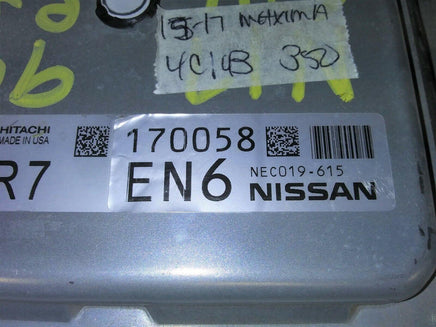 15-17 MAXIMA
4C14B 350
HITACHI
MADE IN USA
R7
170058
EN6
NEC019-615
NISSAN